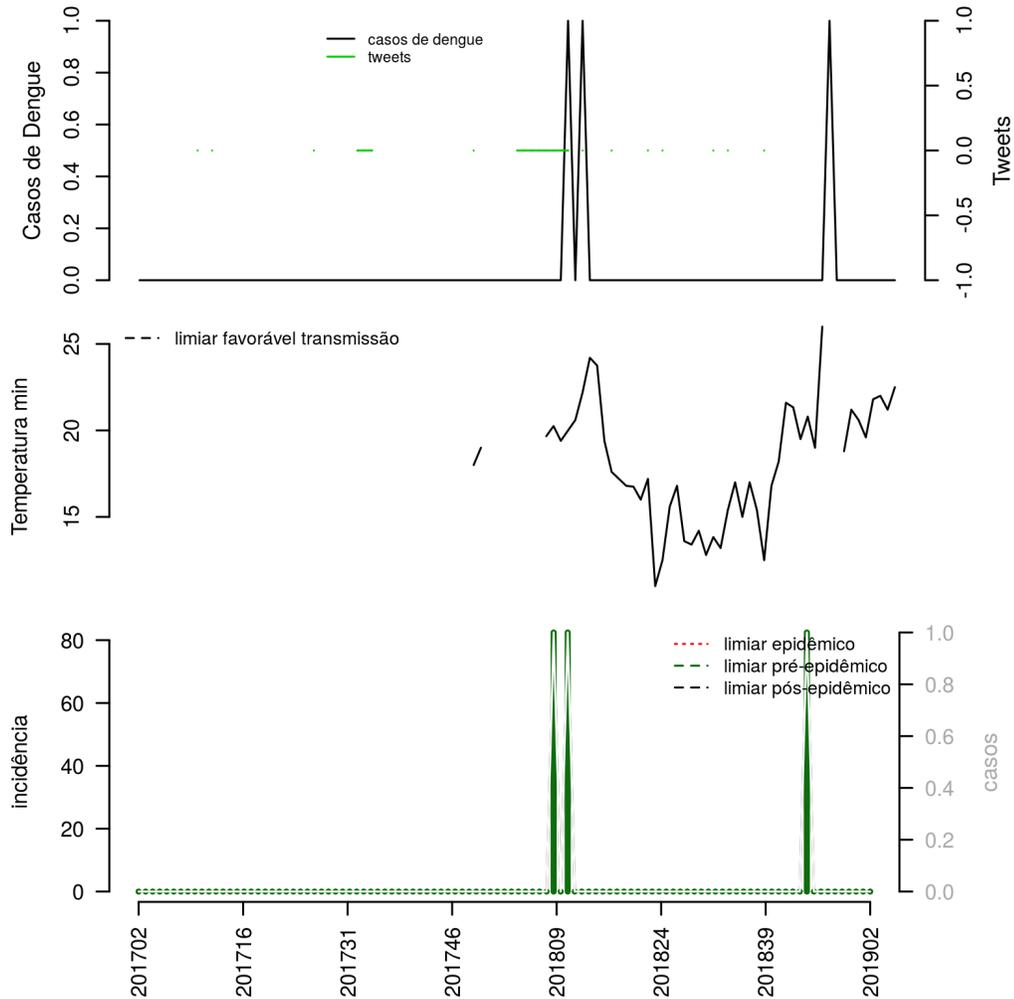 Casos de Dengue
0.0 0.2 0.4 0.6 0.8 1.0
casos de dengue
tweets
Tweets
-1.0 -0.5 0.0 0.5 1.0
Temperatura min
15 20 25
limiar favorável transmissão
incidência
0 20 40 60 80
limiar epidêmico
limiar pré-epidêmico
limiar pós-epidêmico
casos
0.0 0.2 0.4 0.6 0.8 1.0
201702 201716 201731 201746 201809 201824 201839 201902